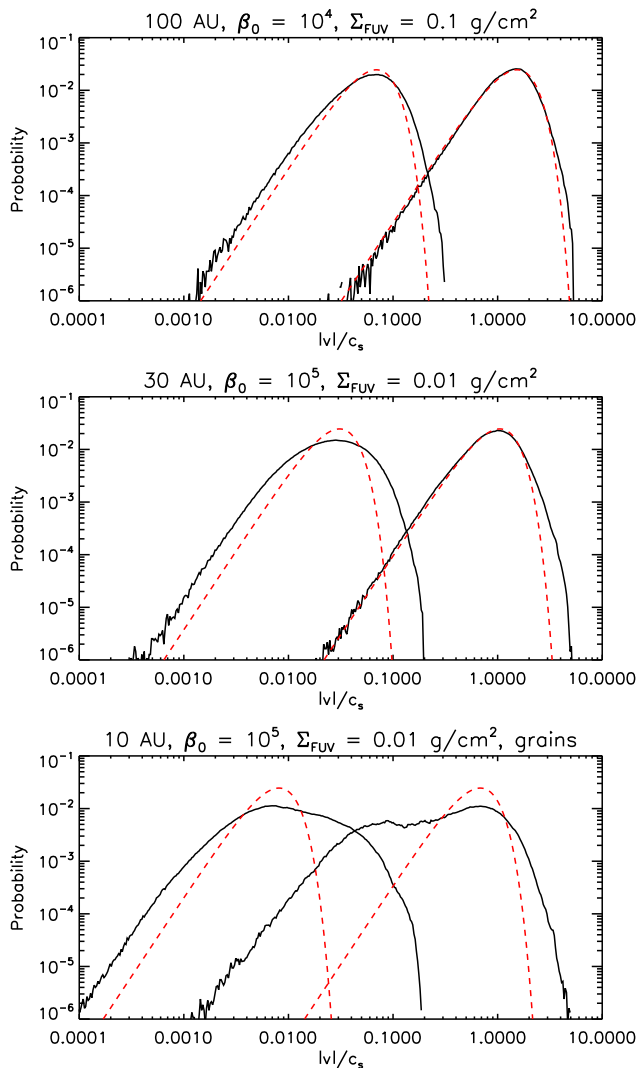 100 AU, β₀ = 10⁴, Σ_FUV = 0.1 g/cm²
10⁻¹
10⁻²
10⁻³
10⁻⁴
10⁻⁵
10⁻⁶
Probability
0.0001 0.0010 0.0100 0.1000 1.0000 10.0000
|v|/cₛ
30 AU, β₀ = 10⁵, Σ_FUV = 0.01 g/cm²
10⁻¹
10⁻²
10⁻³
10⁻⁴
10⁻⁵
10⁻⁶
Probability
0.0001 0.0010 0.0100 0.1000 1.0000 10.0000
|v|/cₛ
10 AU, β₀ = 10⁵, Σ_FUV = 0.01 g/cm², grains
10⁻¹
10⁻²
10⁻³
10⁻⁴
10⁻⁵
10⁻�6
Probability
0.0001 0.0010 0.0100 0.1000 1.0000 10.0000
|v|/cₛ